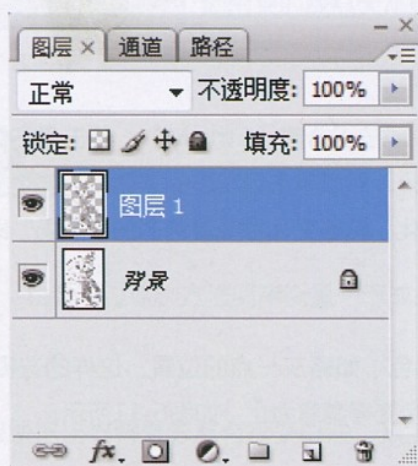 图层 × 通道 路径
正常 不透明度: 100%
锁定: 填充: 100%
图层 1
背景
fx.